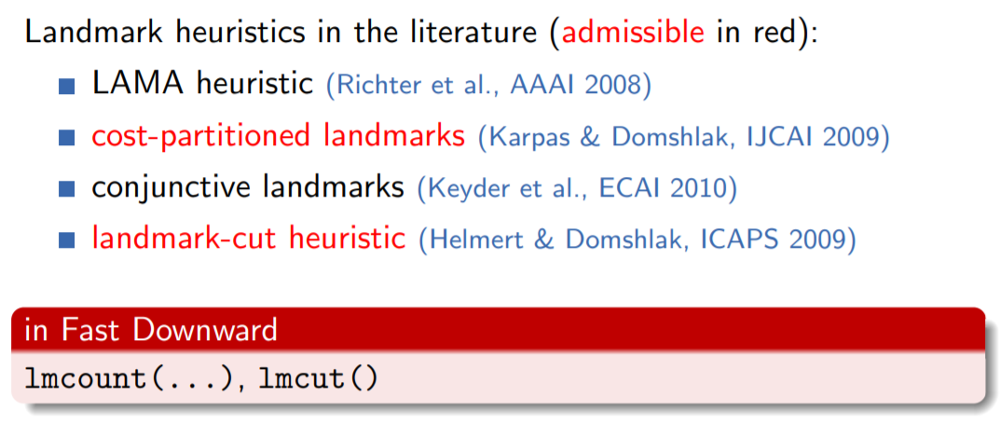 Landmark heuristics in the literature (admissible in red):
LAMA heuristic (Richter et al., AAAI 2008)
cost-partitioned landmarks (Karpas & Domshlak, IJCAI 2009)
conjunctive landmarks (Keyder et al., ECAI 2010)
landmark-cut heuristic (Helmert & Domshlak, ICAPS 2009)
in Fast Downward
lmcount(...), lmcut()